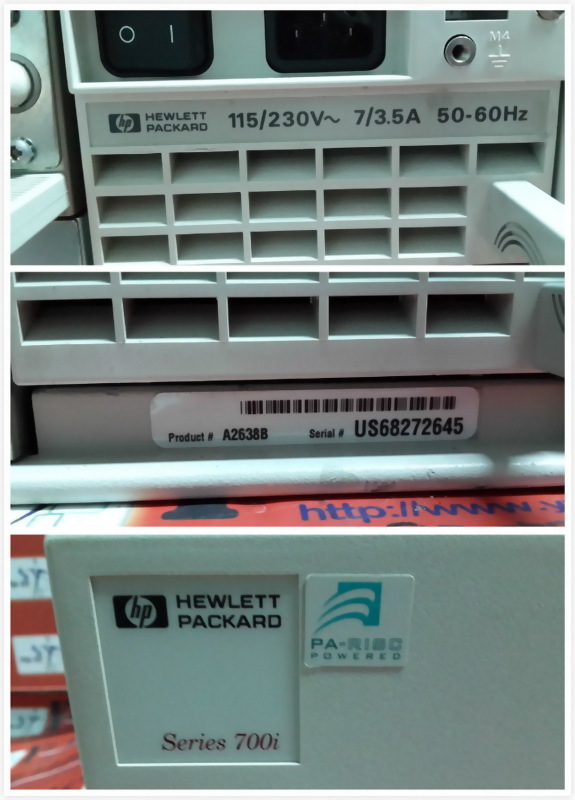 O I
M4
hp HEWLETT PACKARD 115/230V~ 7/3.5A 50-60Hz
Product # A2638B Serial # US68272645
http://www.
hp HEWLETT PACKARD
PA-RISC
POWERED
Series 700i